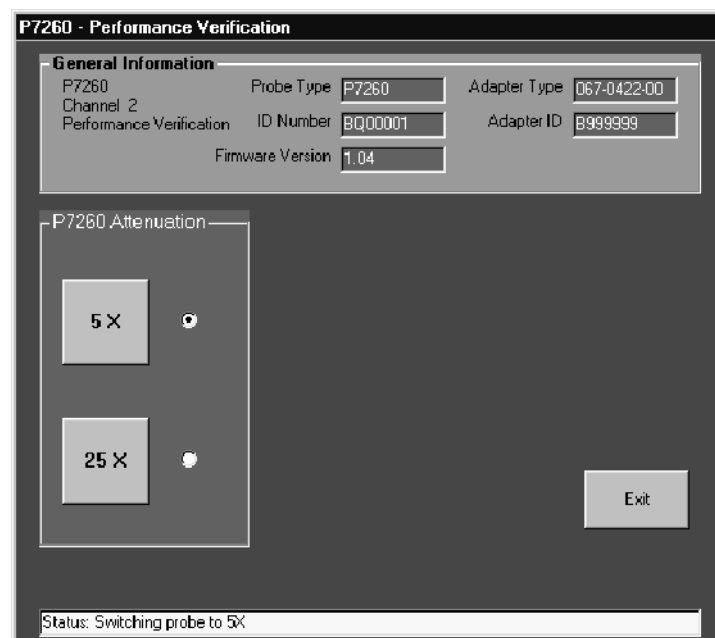 P7260 - Performance Verification
General Information
P7260
Channel 2
Performance Verification
Probe Type P7260
Adapter Type 067-0422-00
ID Number BQ00001
Adapter ID B999999
Firmware Version 1.04
P7260 Attenuation
5 X
25 X
Exit
Status: Switching probe to 5X